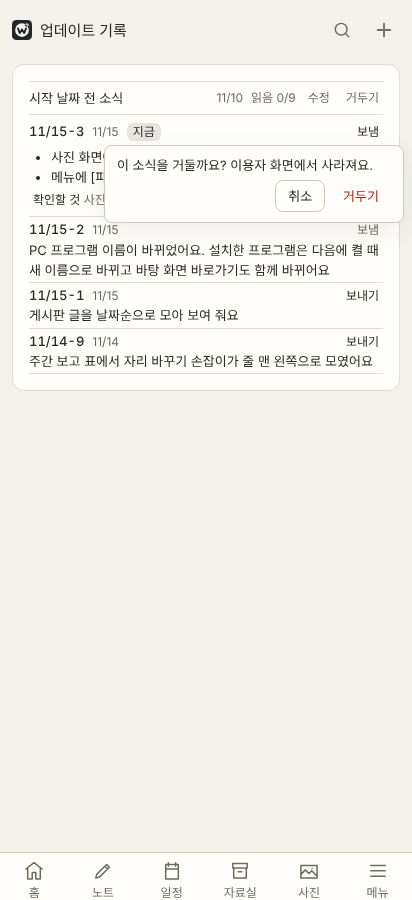 업데이트 기록
시작 날짜 전 소식 11/10 읽음 0/9 수정 거두기
11/15-3 11/15 지금 보냄
사진 화면
이 소식을 거둘까요? 이용자 화면에서 사라져요.
메뉴에
취소 거두기
확인할 것 사진
11/15-2 11/15 보냄
PC 프로그램 이름이 바뀌었어요. 설치한 프로그램은 다음에 켤 때
새 이름으로 바뀌고 바탕 화면 바로가기도 함께 바뀌어요
11/15-1 11/15 보내기
게시판 글을 날짜순으로 모아 보여 줘요
11/14-9 11/14 보내기
주간 보고 표에서 자리 바꾸기 손잡이가 줄 맨 왼쪽으로 모였어요
홈 노트 일정 자료실 사진 메뉴